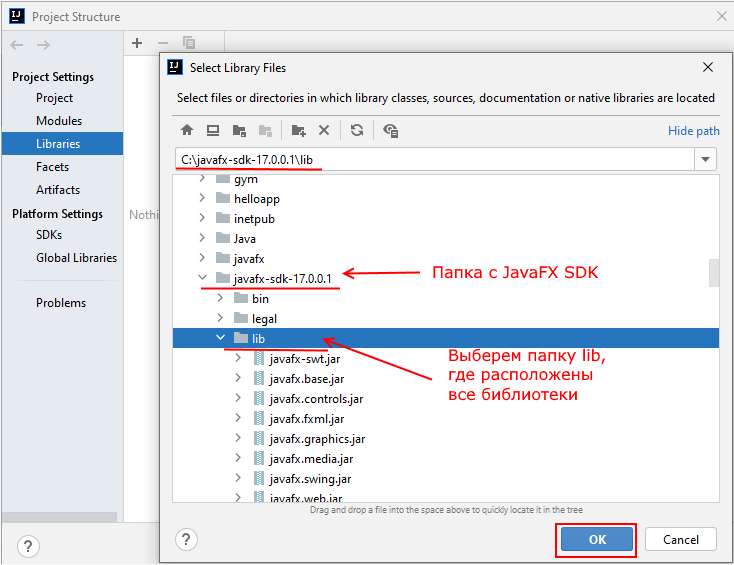 Project Structure
Project Settings
Project
Modules
Libraries
Facets
Artifacts
Platform Settings
SDKs
Global Libraries
Problems
Nothi
Select Library Files
Select files or directories in which library classes, sources, documentation or native libraries are located
Hide path
C:\javafx-sdk-17.0.0.1\lib
gym
helloapp
inetpub
Java
javafx
javafx-sdk-17.0.0.1
Папка с JavaFX SDK
bin
legal
lib
Выберем папку lib,
где расположены
все библиотеки
javafx-swt.jar
javafx.base.jar
javafx.controls.jar
javafx.fxml.jar
javafx.graphics.jar
javafx.media.jar
javafx.swing.jar
javafx.web.jar
Drag and drop a file into the space above to quickly locate it in the tree
?
?
OK
Cancel